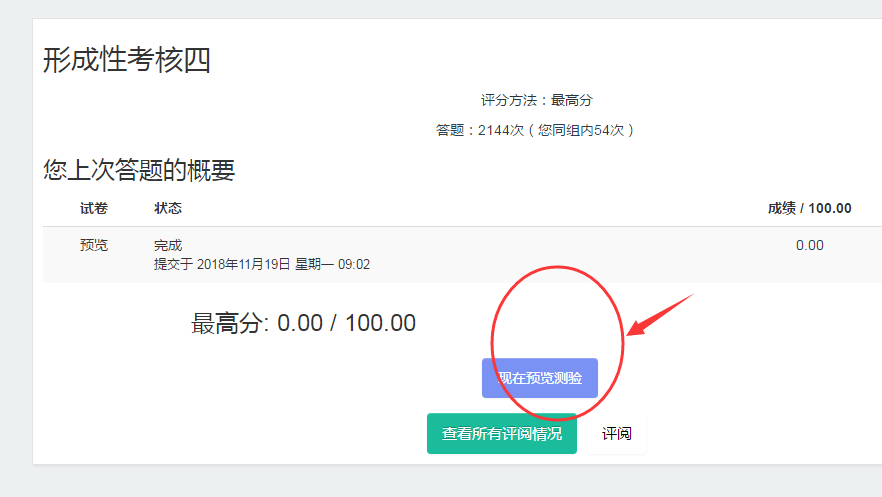 形成性考核四
评分方法：最高分
答题：2144次（您同组内54次）
您上次答题的概要
试卷 状态 成绩 / 100.00
预览 完成 0.00
提交于 2018年11月19日 星期一 09:02
最高分: 0.00 / 100.00
现在预览测验
查看所有评阅情况 评阅